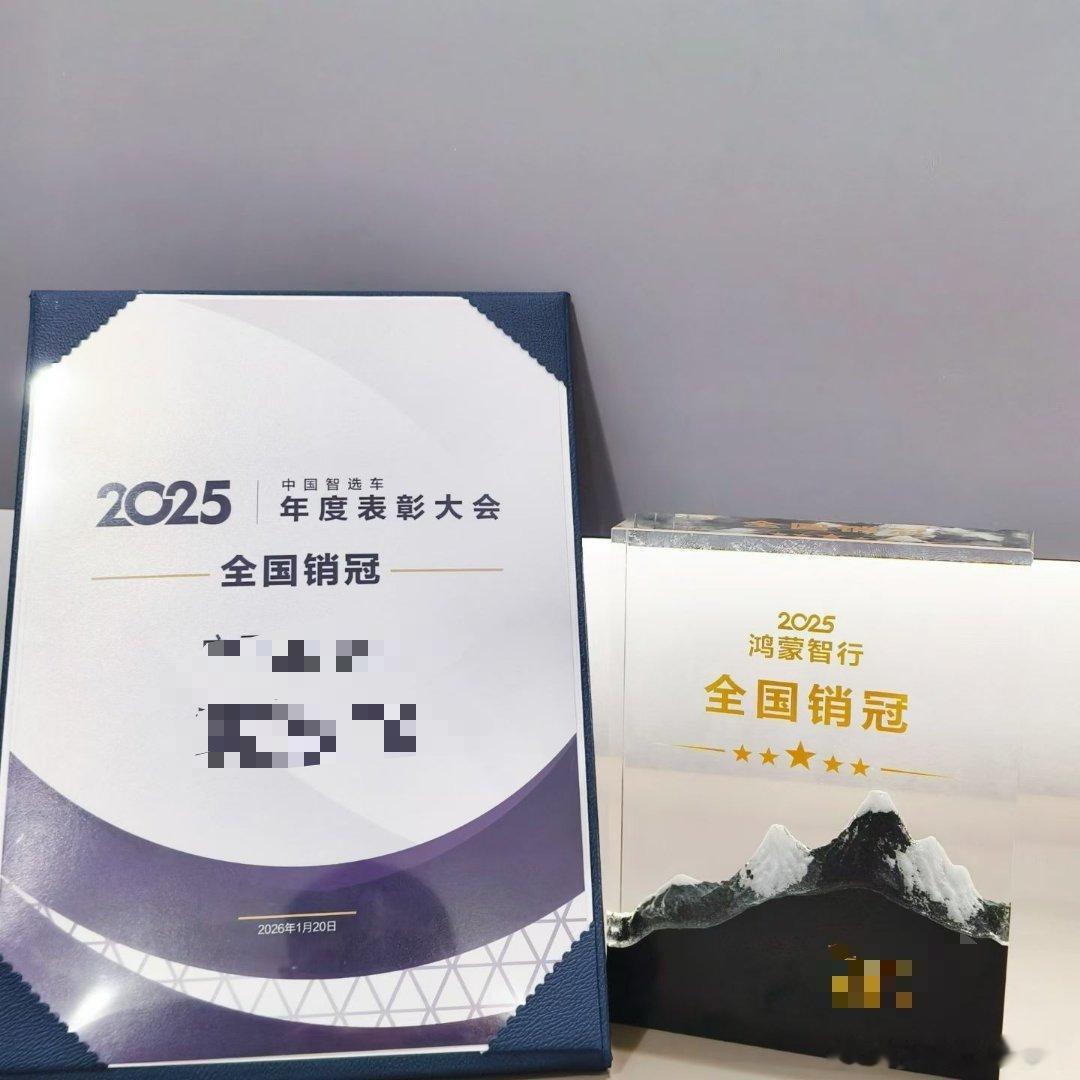 2025
中国智选车
年度表彰大会
全国销冠
2026年1月20日
2025
鸿蒙智行
全国销冠